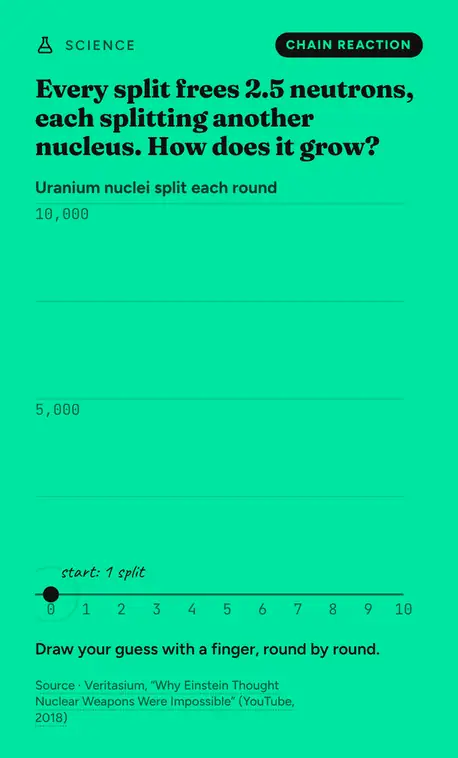 SCIENCE
CHAIN REACTION
Every split frees 2.5 neutrons,
each splitting another
nucleus. How does it grow?
Uranium nuclei split each round
10,000
5,000
start: 1 split
0 1 2 3 4 5 6 7 8 9 10
Draw your guess with a finger, round by round.
Source · Veritasium, “Why Einstein Thought
Nuclear Weapons Were Impossible” (YouTube,
2018)